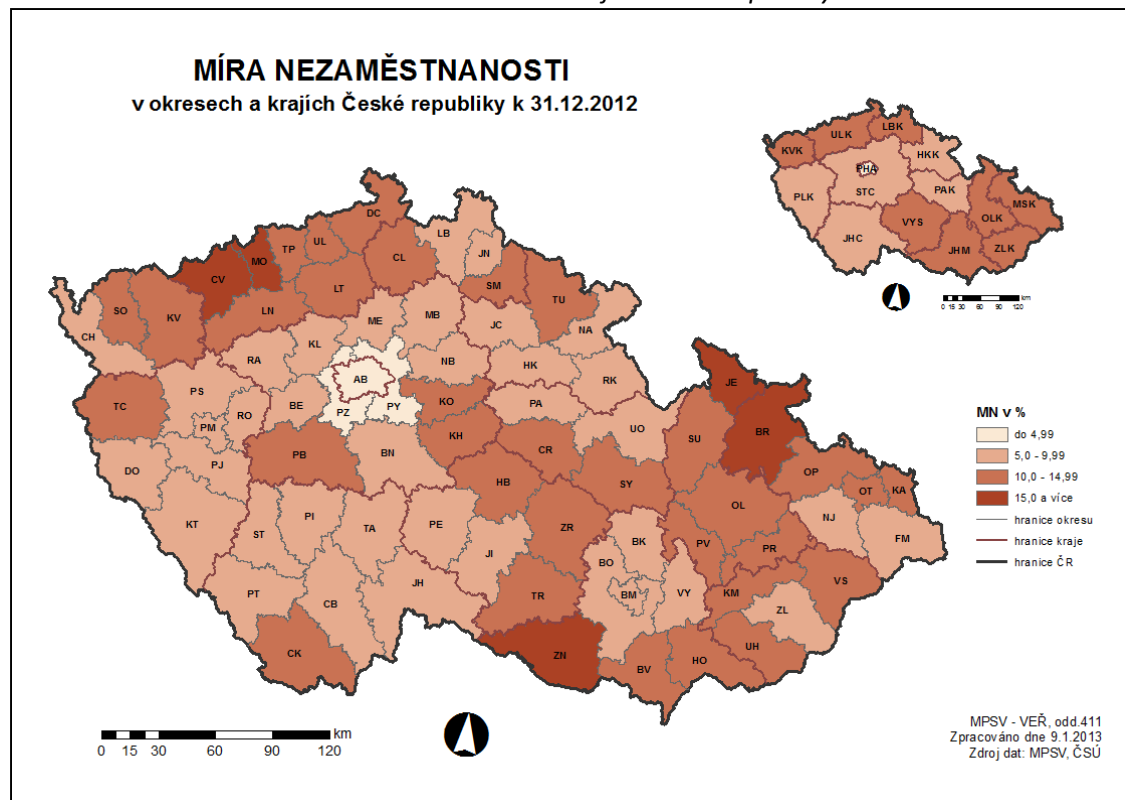 MÍRA NEZAMĚSTNANOSTI
v okresech a krajích České republiky k 31.12.2012
KVK
ULK
LBK
HKK
PHA
STC
PLK
PAK
JHC
VYS
JHM
OLK
MSK
ZLK
0 15 30 60 90 120 km
DC
UL
TP
MO
CV
LB
JN
CL
LT
SM
TU
SO
KV
LN
CH
ME
MB
JC
NA
KL
RA
NB
HK
RK
AB
PS
TC
RO
BE
PZ
PY
KO
PA
PM
UO
JE
BR
SU
PJ
DO
PB
BN
KH
CR
HB
SY
OP
OT
KA
KT
ST
PI
TA
PE
ZR
OL
NJ
FM
JI
BK
BO
PV
PR
PT
CB
JH
TR
BM
VY
KM
VS
ZL
CK
ZN
BV
HO
UH
MN v %
do 4,99
5,0 - 9,99
10,0 - 14,99
15,0 a více
hranice okresu
hranice kraje
hranice ČR
0 15 30 60 90 120 km
MPSV - VEŘ, odd.411
Zpracováno dne 9.1.2013
Zdroj dat: MPSV, ČSÚ